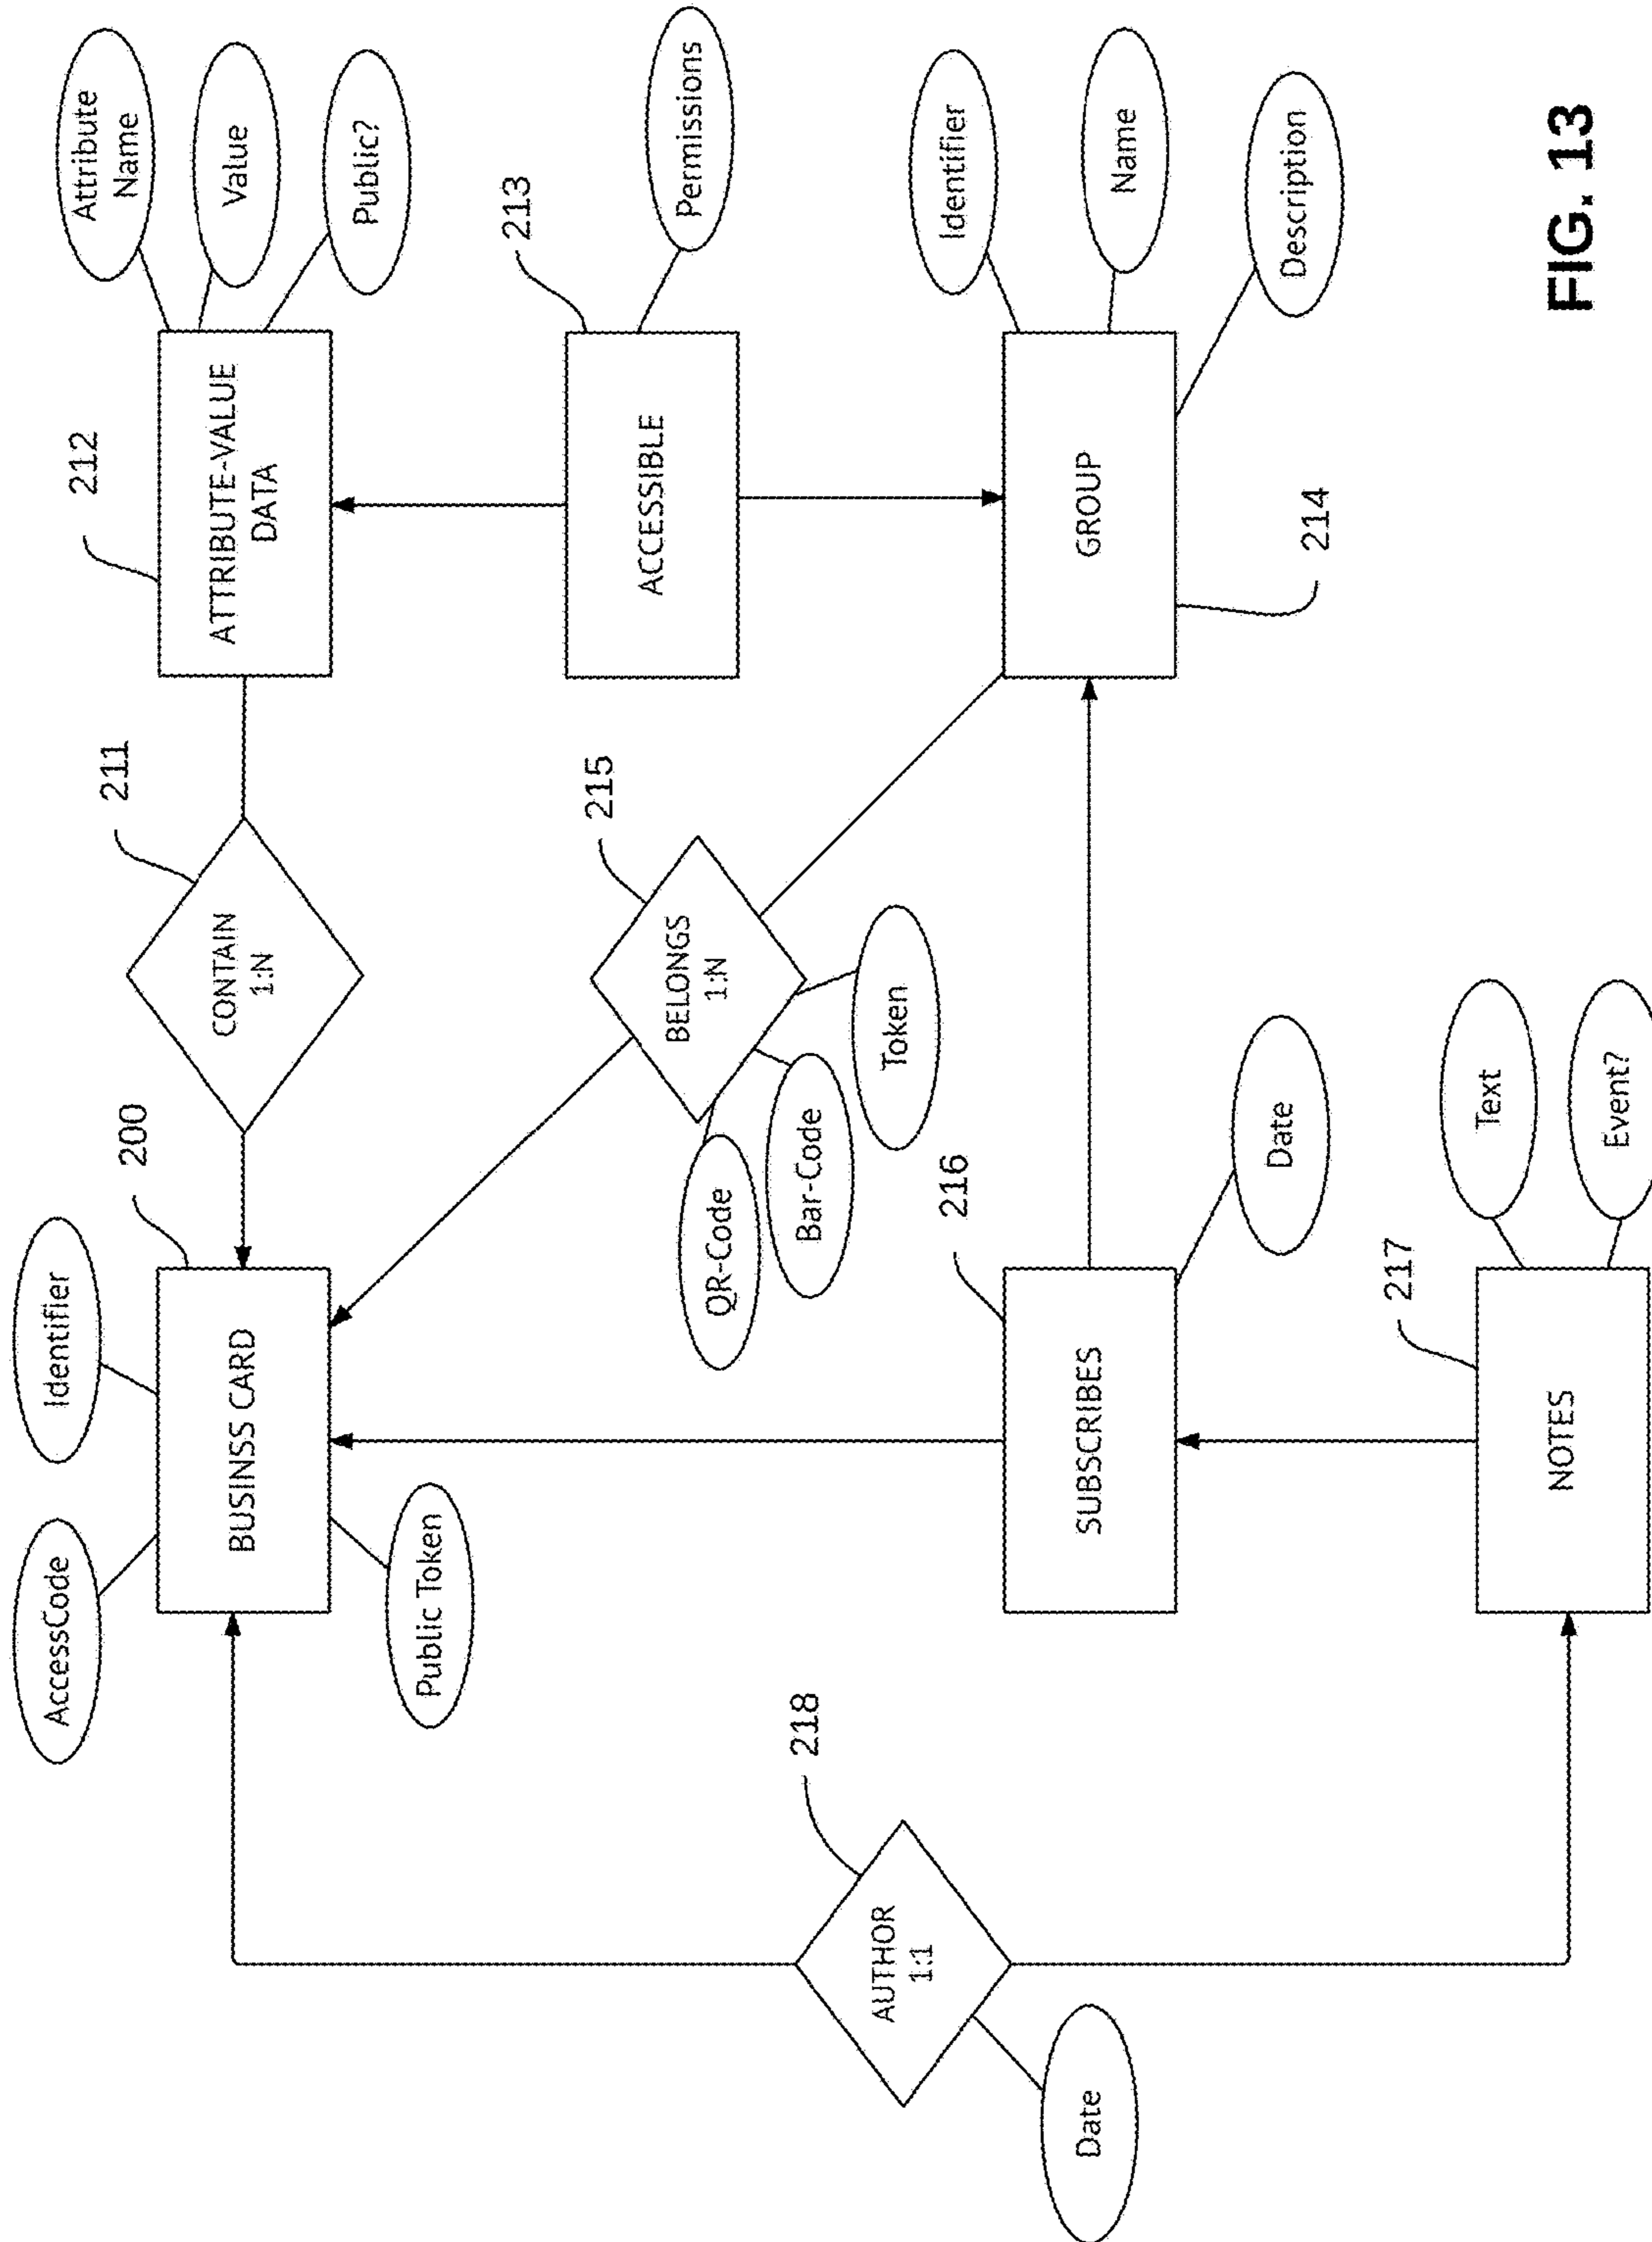 AccessCode
Identifier
200
211
212
Attribute
Name
BUSINSS CARD
CONTAIN
1:N
ATTRIBUTE-VALUE
DATA
Value
Public?
Public Token
213
215
ACCESSIBLE
Permissions
BELONGS
1:N
QR-Code
Bar-Code
Token
218
AUTHOR
1:1
Date
216
SUBSCRIBES
Date
GROUP
214
Identifier
Name
Description
217
NOTES
Text
Event?
FIG. 13